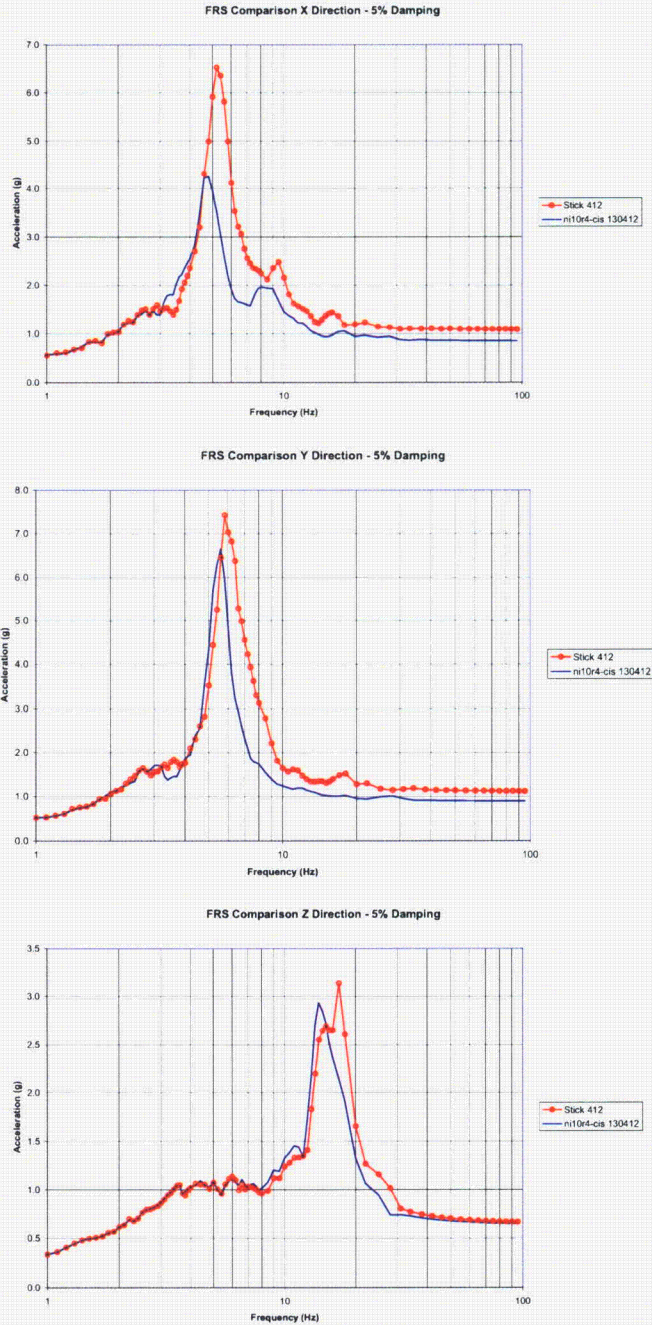 FRS Comparison X Direction - 5% Damping
7.0
6.0
5.0
4.0
3.0
2.0
1.0
0.0
Acceleration (g)
1
10
100
Frequency (Hz)
Stick 412
ni10r4-cis 130412
FRS Comparison Y Direction - 5% Damping
8.0
7.0
6.0
5.0
4.0
3.0
2.0
1.0
0.0
Acceleration (g)
1
10
100
Frequency (Hz)
Stick 412
ni10r4-cis 130412
FRS Comparison Z Direction - 5% Damping
3.5
3.0
2.5
2.0
1.5
1.0
0.5
0.0
Acceleration (g)
1
10
100
Frequency (Hz)
Stick 412
ni10r4-cis 130412